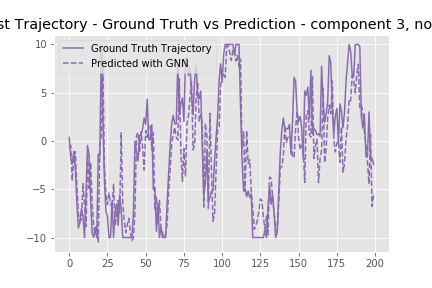 st Trajectory - Ground Truth vs Prediction - component 3, no
10
5
0
−5
−10
Ground Truth Trajectory
Predicted with GNN
0 25 50 75 100 125 150 175 200